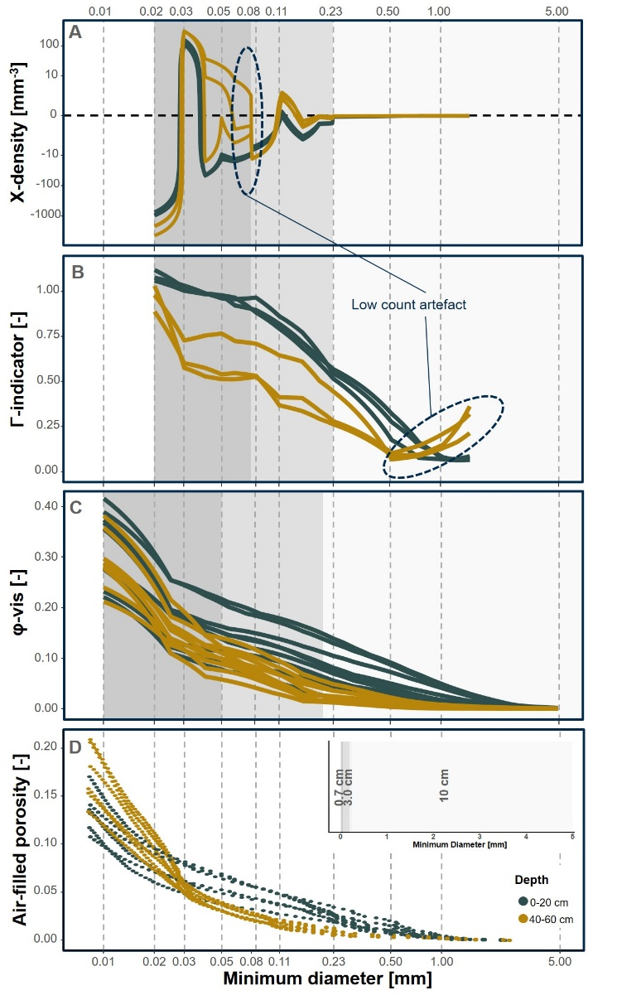 0.01 0.02 0.03 0.05 0.08 0.11 0.23 0.50 1.00 5.00
A
X-density [mm⁻³]
100
10
0
-10
-100
-1000
B
Γ-indicator [-]
1.00
0.75
0.50
0.25
0.00
Low count artefact
C
φ-vis [-]
0.40
0.30
0.20
0.10
0.00
D
Air-filled porosity [-]
0.20
0.15
0.10
0.05
0.00
0.7 cm
3.0 cm
10 cm
0 1 2 3 4 5
Minimum Diameter [mm]
Depth
0-20 cm
40-60 cm
0.01 0.02 0.03 0.05 0.08 0.11 0.23 0.50 1.00 5.00
Minimum diameter [mm]